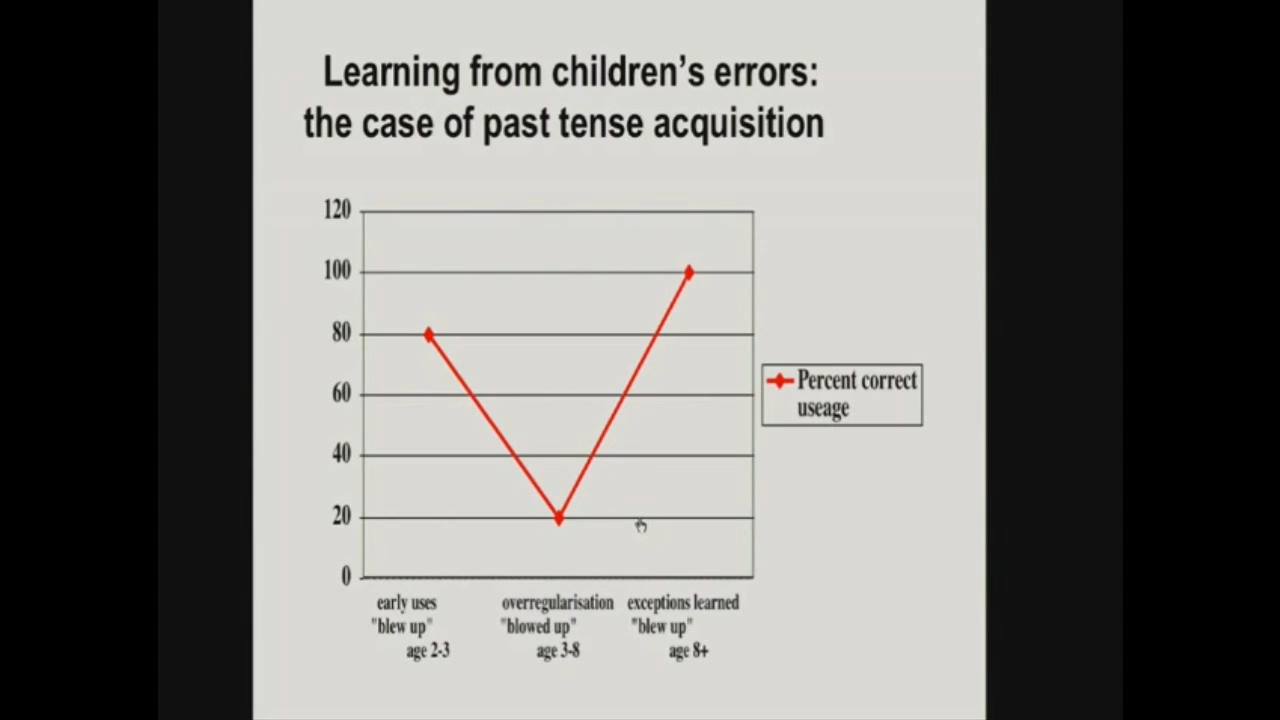 Learning from children's errors:
the case of past tense acquisition
120
100
80
60
40
20
0
Percent correct
useage
early uses
"blew up"
age 2-3
overregularisation
"blowed up"
age 3-8
exceptions learned
"blew up"
age 8+